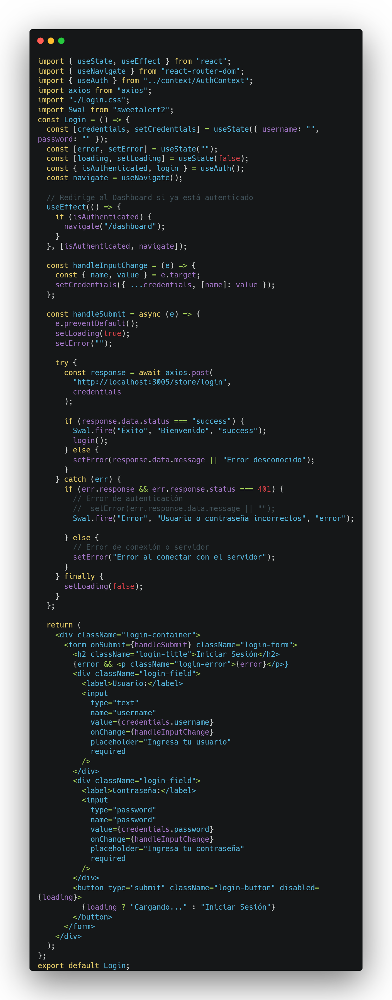 import { useState, useEffect } from "react";
import { useNavigate } from "react-router-dom";
import { useAuth } from "../context/AuthContext";
import axios from "axios";
import "./Login.css";
import Swal from "sweetalert2";
const Login = () => {
  const [credentials, setCredentials] = useState({ username: "",
password: "" });
  const [error, setError] = useState("");
  const [loading, setLoading] = useState(false);
  const { isAuthenticated, login } = useAuth();
  const navigate = useNavigate();

  // Redirige al Dashboard si ya está autenticado
  useEffect(() => {
    if (isAuthenticated) {
      navigate("/dashboard");
    }
  }, [isAuthenticated, navigate]);

  const handleInputChange = (e) => {
    const { name, value } = e.target;
    setCredentials({ ...credentials, [name]: value });
  };

  const handleSubmit = async (e) => {
    e.preventDefault();
    setLoading(true);
    setError("");

    try {
      const response = await axios.post(
        "http://localhost:3005/store/login",
        credentials
      );

      if (response.data.status === "success") {
        Swal.fire("Éxito", "Bienvenido", "success");
        login();
      } else {
        setError(response.data.message || "Error desconocido");
      }
    } catch (err) {
      if (err.response && err.response.status === 401) {
        // Error de autenticación
        //  setError(err.response.data.message || "");
        Swal.fire("Error", "Usuario o contraseña incorrectos", "error");

      } else {
        // Error de conexión o servidor
        setError("Error al conectar con el servidor");
      }
    } finally {
      setLoading(false);
    }
  };

  return (
    <div className="login-container">
      <form onSubmit={handleSubmit} className="login-form">
        <h2 className="login-title">Iniciar Sesión</h2>
        {error && <p className="login-error">{error}</p>}
        <div className="login-field">
          <label>Usuario:</label>
          <input
            type="text"
            name="username"
            value={credentials.username}
            onChange={handleInputChange}
            placeholder="Ingresa tu usuario"
            required
          />
        </div>
        <div className="login-field">
          <label>Contraseña:</label>
          <input
            type="password"
            name="password"
            value={credentials.password}
            onChange={handleInputChange}
            placeholder="Ingresa tu contraseña"
            required
          />
        </div>
        <button type="submit" className="login-button" disabled=
{loading}>
          {loading ? "Cargando..." : "Iniciar Sesión"}
        </button>
      </form>
    </div>
  );
};
export default Login;